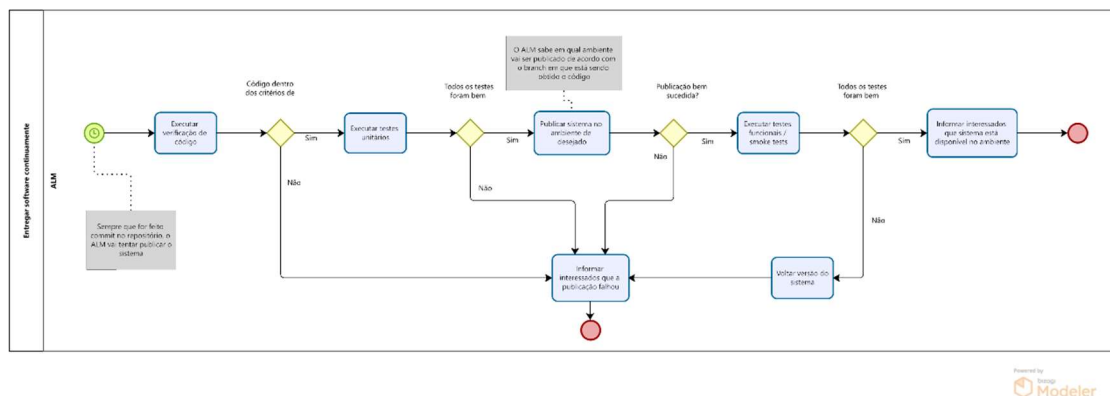 Entregar software continuamente
ALM
Sempre que for feito
commit no repositório, o
ALM vai tentar publicar o
sistema
Executar
verificação de
código
Código dentro
dos critérios de
Sim
Não
Executar testes
unitários
Todos os testes
foram bem
Sim
Não
O ALM sabe em qual ambiente
vai ser publicado de acordo com
o branch em que está sendo
obtido o código
Publicar sistema no
ambiente de
desejado
Publicação bem
sucedida?
Sim
Não
Executar testes
funcionais /
smoke tests
Todos os testes
foram bem
Sim
Não
Informar interessados
que sistema está
disponível no ambiente
Informar
interessados que a
publicação falhou
Voltar versão do
sistema
Powered by
bizagi
Modeler